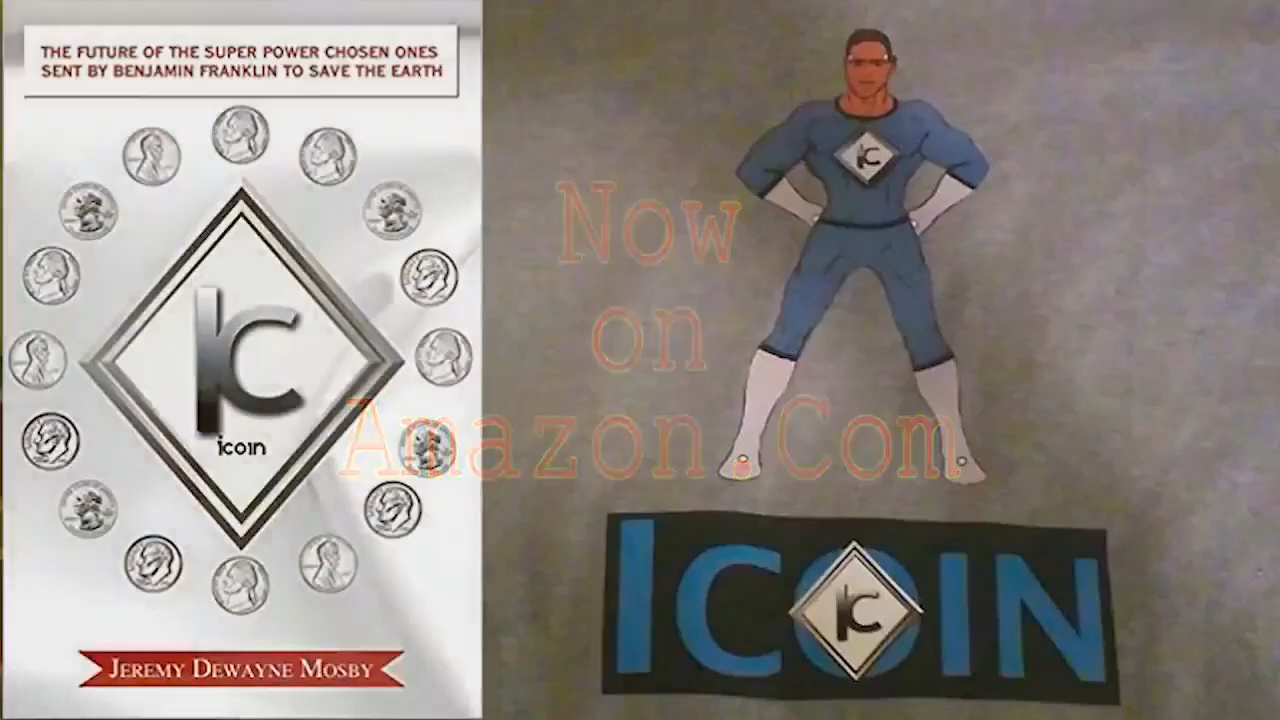 THE FUTURE OF THE SUPER POWER CHOSEN ONES
SENT BY BENJAMIN FRANKLIN TO SAVE THE EARTH
IC
icoin
JEREMY DEWAYNE MOSBY
IC
Now
on
Amazon.Com
ICOIN
IC